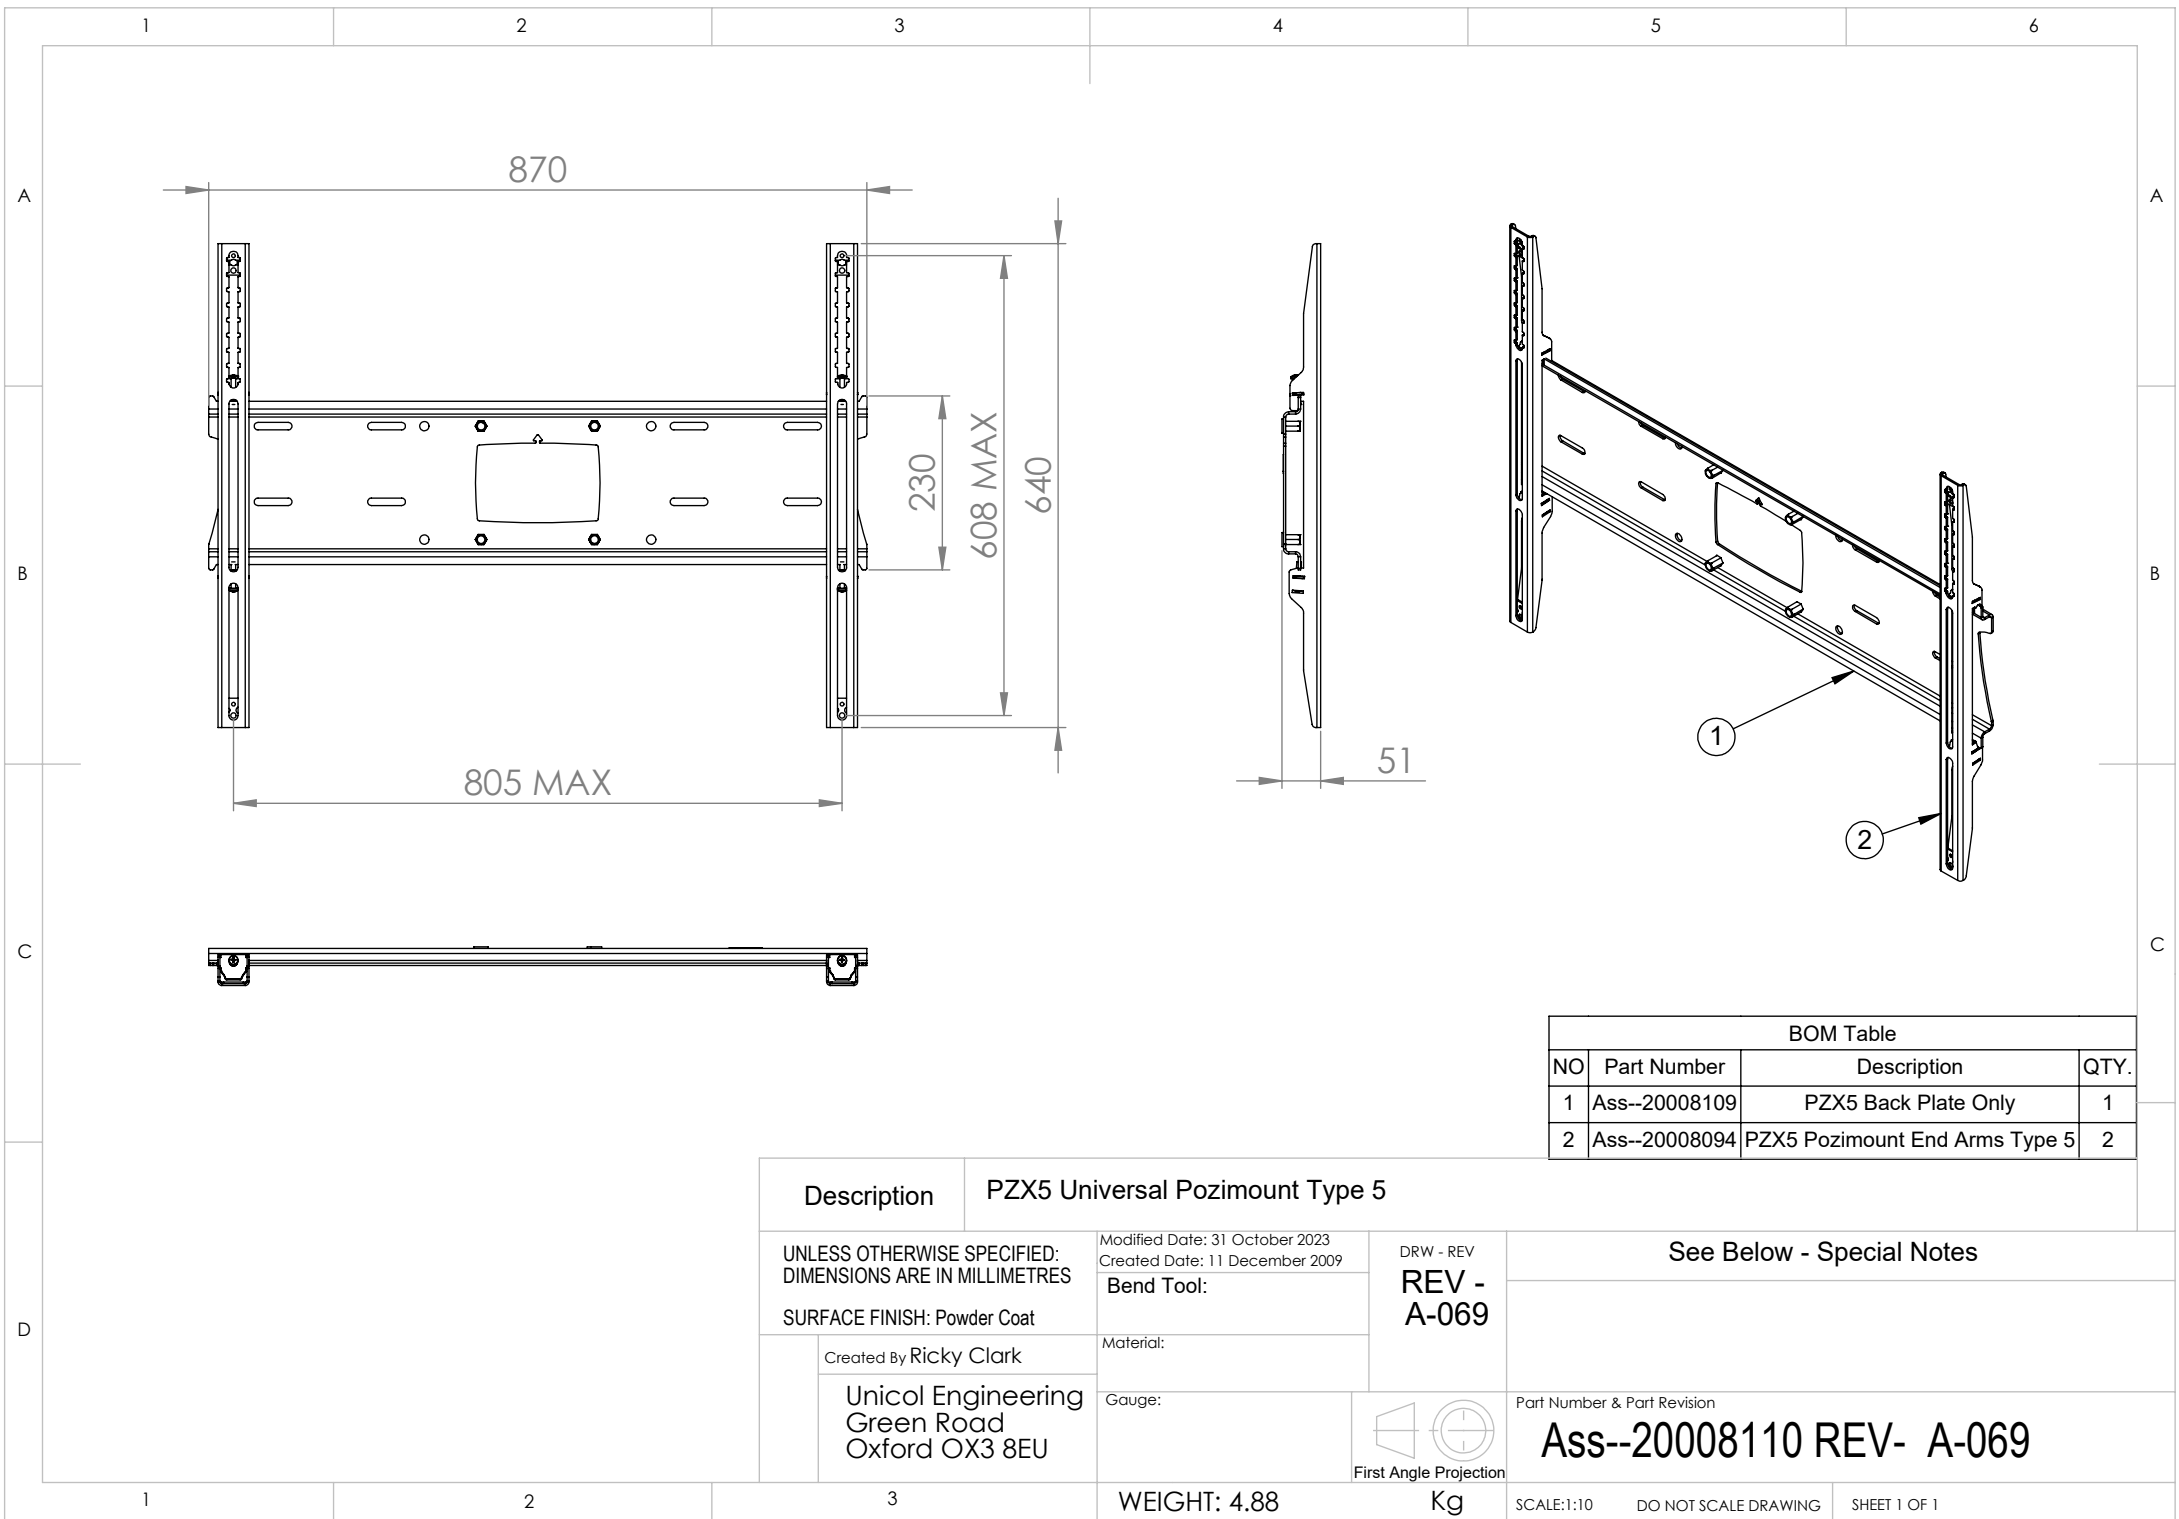 1 2 3 4 5 6
A A
870
230
608 MAX
640
B B
1
805 MAX
51
2
C C
BOM Table
NO Part Number Description QTY.
1 Ass--20008109 PZX5 Back Plate Only 1
2 Ass--20008094 PZX5 Pozimount End Arms Type 5 2
Description PZX5 Universal Pozimount Type 5
UNLESS OTHERWISE SPECIFIED:
DIMENSIONS ARE IN MILLIMETRES
SURFACE FINISH: Powder Coat
Modified Date: 31 October 2023
Created Date: 11 December 2009
Bend Tool:
DRW - REV
REV -
A-069
See Below - Special Notes
D
Created By Ricky Clark
Material:
Unicol Engineering
Green Road
Oxford OX3 8EU
Gauge:
First Angle Projection
Part Number & Part Revision
Ass--20008110 REV- A-069
1 2 3
WEIGHT: 4.88 Kg
SCALE:1:10 DO NOT SCALE DRAWING SHEET 1 OF 1